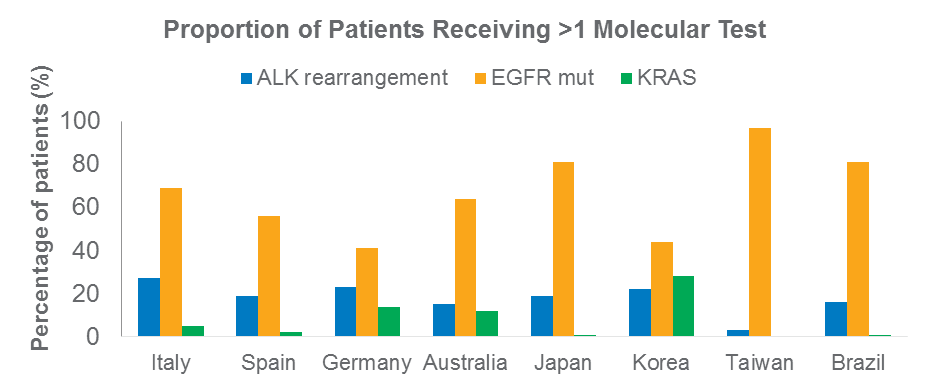 Proportion of Patients Receiving >1 Molecular Test
ALK rearrangement EGFR mut KRAS
Percentage of patients (%)
100
80
60
40
20
0
Italy Spain Germany Australia Japan Korea Taiwan Brazil